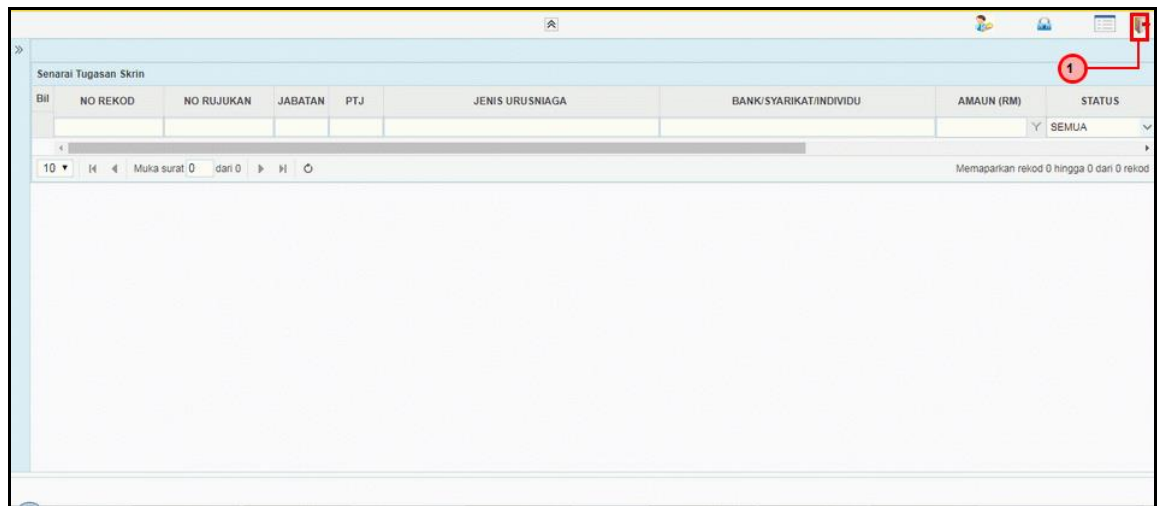 1
Senarai Tugasan Skrin
Bil NO REKOD NO RUJUKAN JABATAN PTJ JENIS URUSNIAGA BANK/SYARIKAT/INDIVIDU AMAUN (RM) STATUS
SEMUA
10 Muka surat 0 dari 0 Memaparkan rekod 0 hingga 0 dari 0 rekod